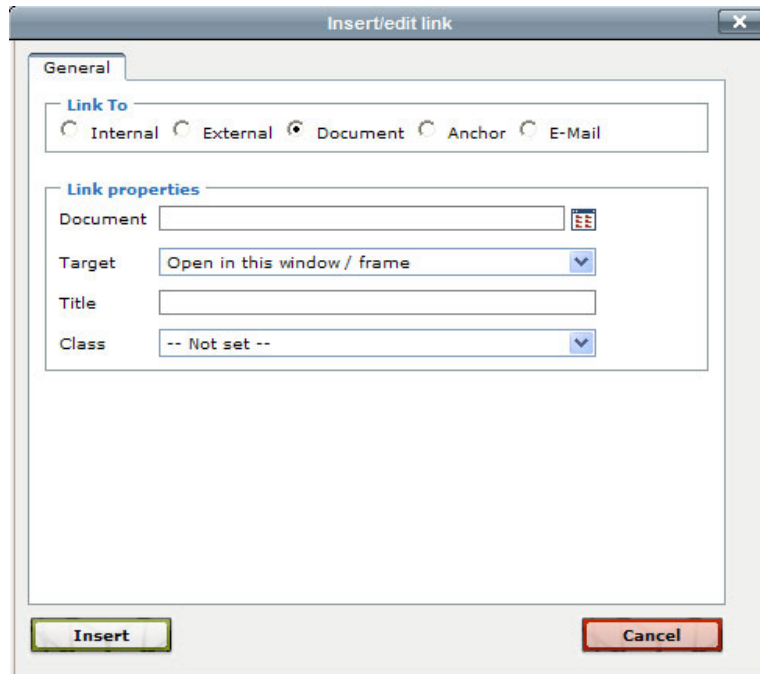 Insert/edit link
General
Link To
Internal External Document Anchor E-Mail
Link properties
Document
Target Open in this window / frame
Title
Class -- Not set --
Insert Cancel